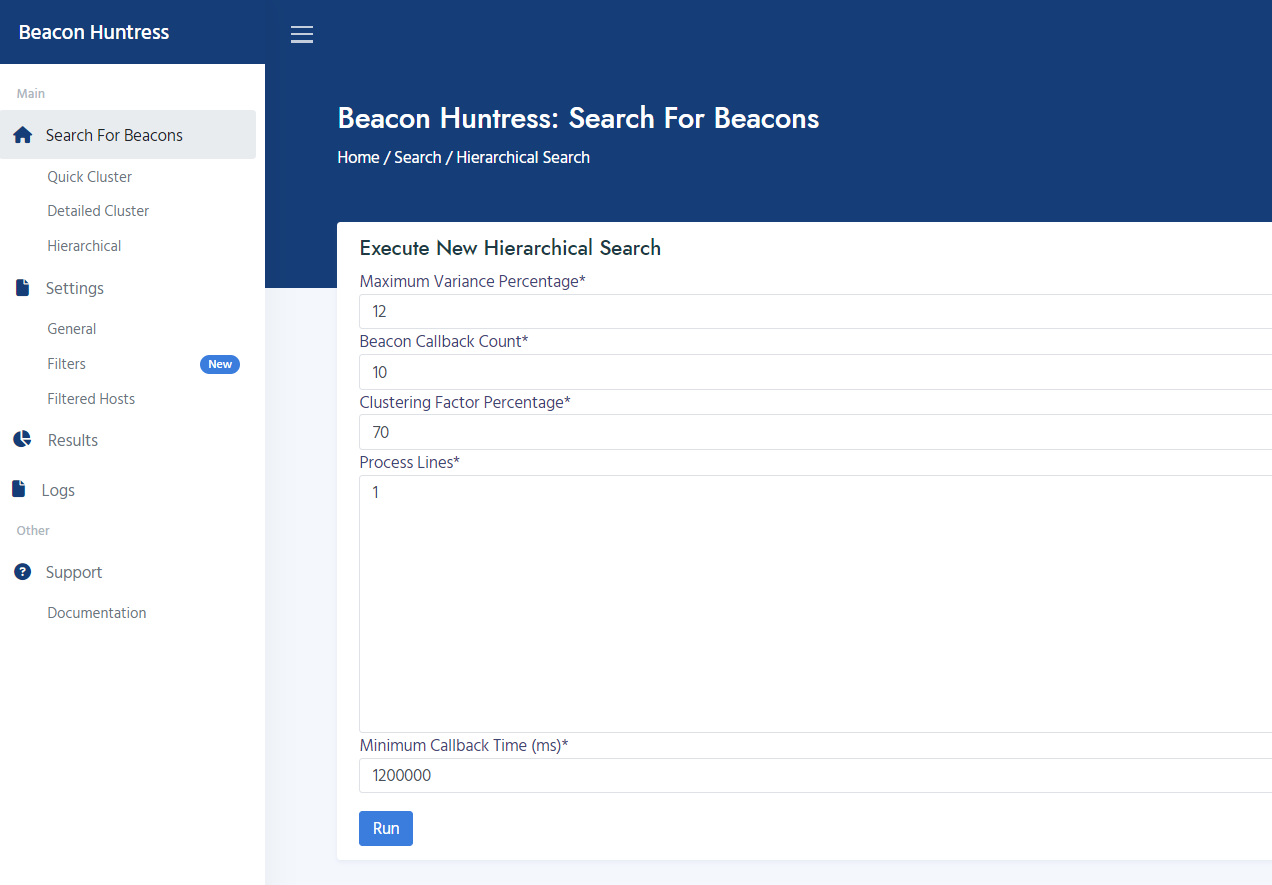 Beacon Huntress
Main
Search For Beacons
Quick Cluster
Detailed Cluster
Hierarchical
Settings
General
Filters New
Filtered Hosts
Results
Logs
Other
Support
Documentation
Beacon Huntress: Search For Beacons
Home / Search / Hierarchical Search
Execute New Hierarchical Search
Maximum Variance Percentage*
12
Beacon Callback Count*
10
Clustering Factor Percentage*
70
Process Lines*
1
Minimum Callback Time (ms)*
1200000
Run